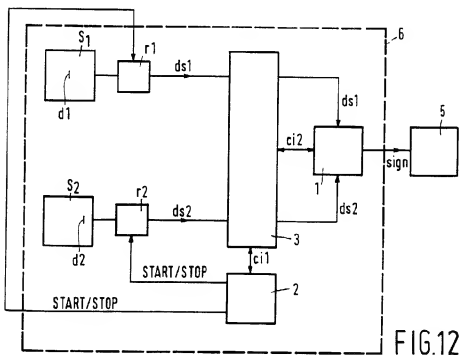 S1
r1
6
ds1
d1
ds1
5
ci2
1
sign
S2
r2
ds2
ds2
d2
3
ci1
START/STOP
2
START/STOP
FIG.12